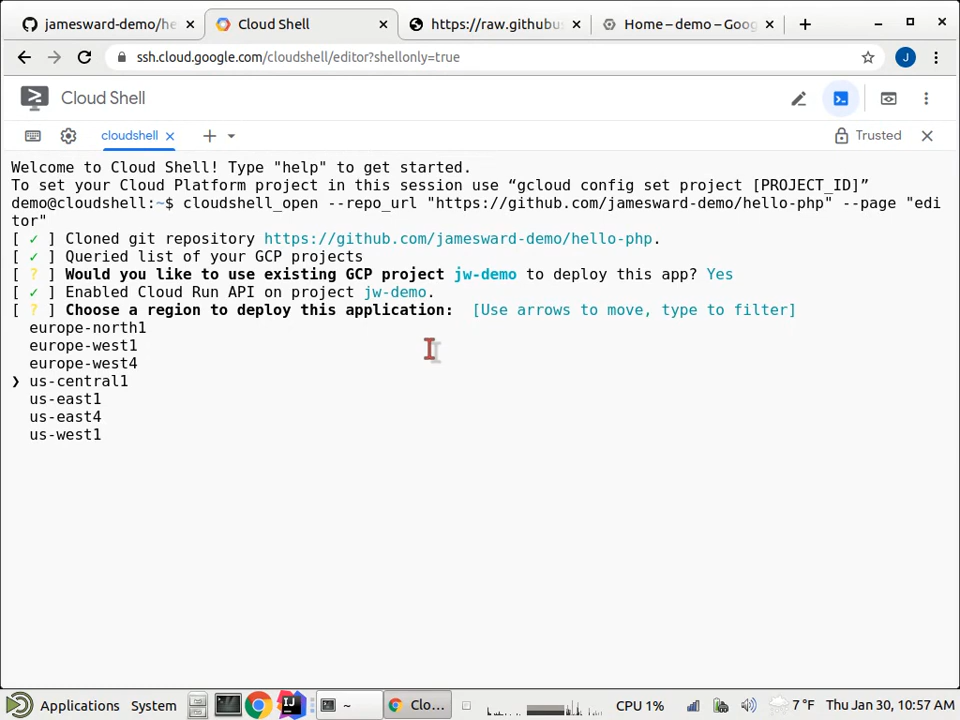 jamesward-demo/he
Cloud Shell
https://raw.githubu
Home – demo – Goog
ssh.cloud.google.com/cloudshell/editor?shellonly=true
J
Cloud Shell
cloudshell
Trusted
Welcome to Cloud Shell! Type "help" to get started.
To set your Cloud Platform project in this session use “gcloud config set project [PROJECT_ID]”
demo@cloudshell:~$ cloudshell_open --repo_url "https://github.com/jamesward-demo/hello-php" --page "edi
tor"
[ ✓ ] Cloned git repository https://github.com/jamesward-demo/hello-php.
[ ✓ ] Queried list of your GCP projects
[ ? ] Would you like to use existing GCP project jw-demo to deploy this app? Yes
[ ✓ ] Enabled Cloud Run API on project jw-demo.
[ ? ] Choose a region to deploy this application:  [Use arrows to move, type to filter]
europe-north1
europe-west1
europe-west4
❯ us-central1
us-east1
us-east4
us-west1
Applications System ~ Clo... CPU 1% 7 °F Thu Jan 30, 10:57 AM